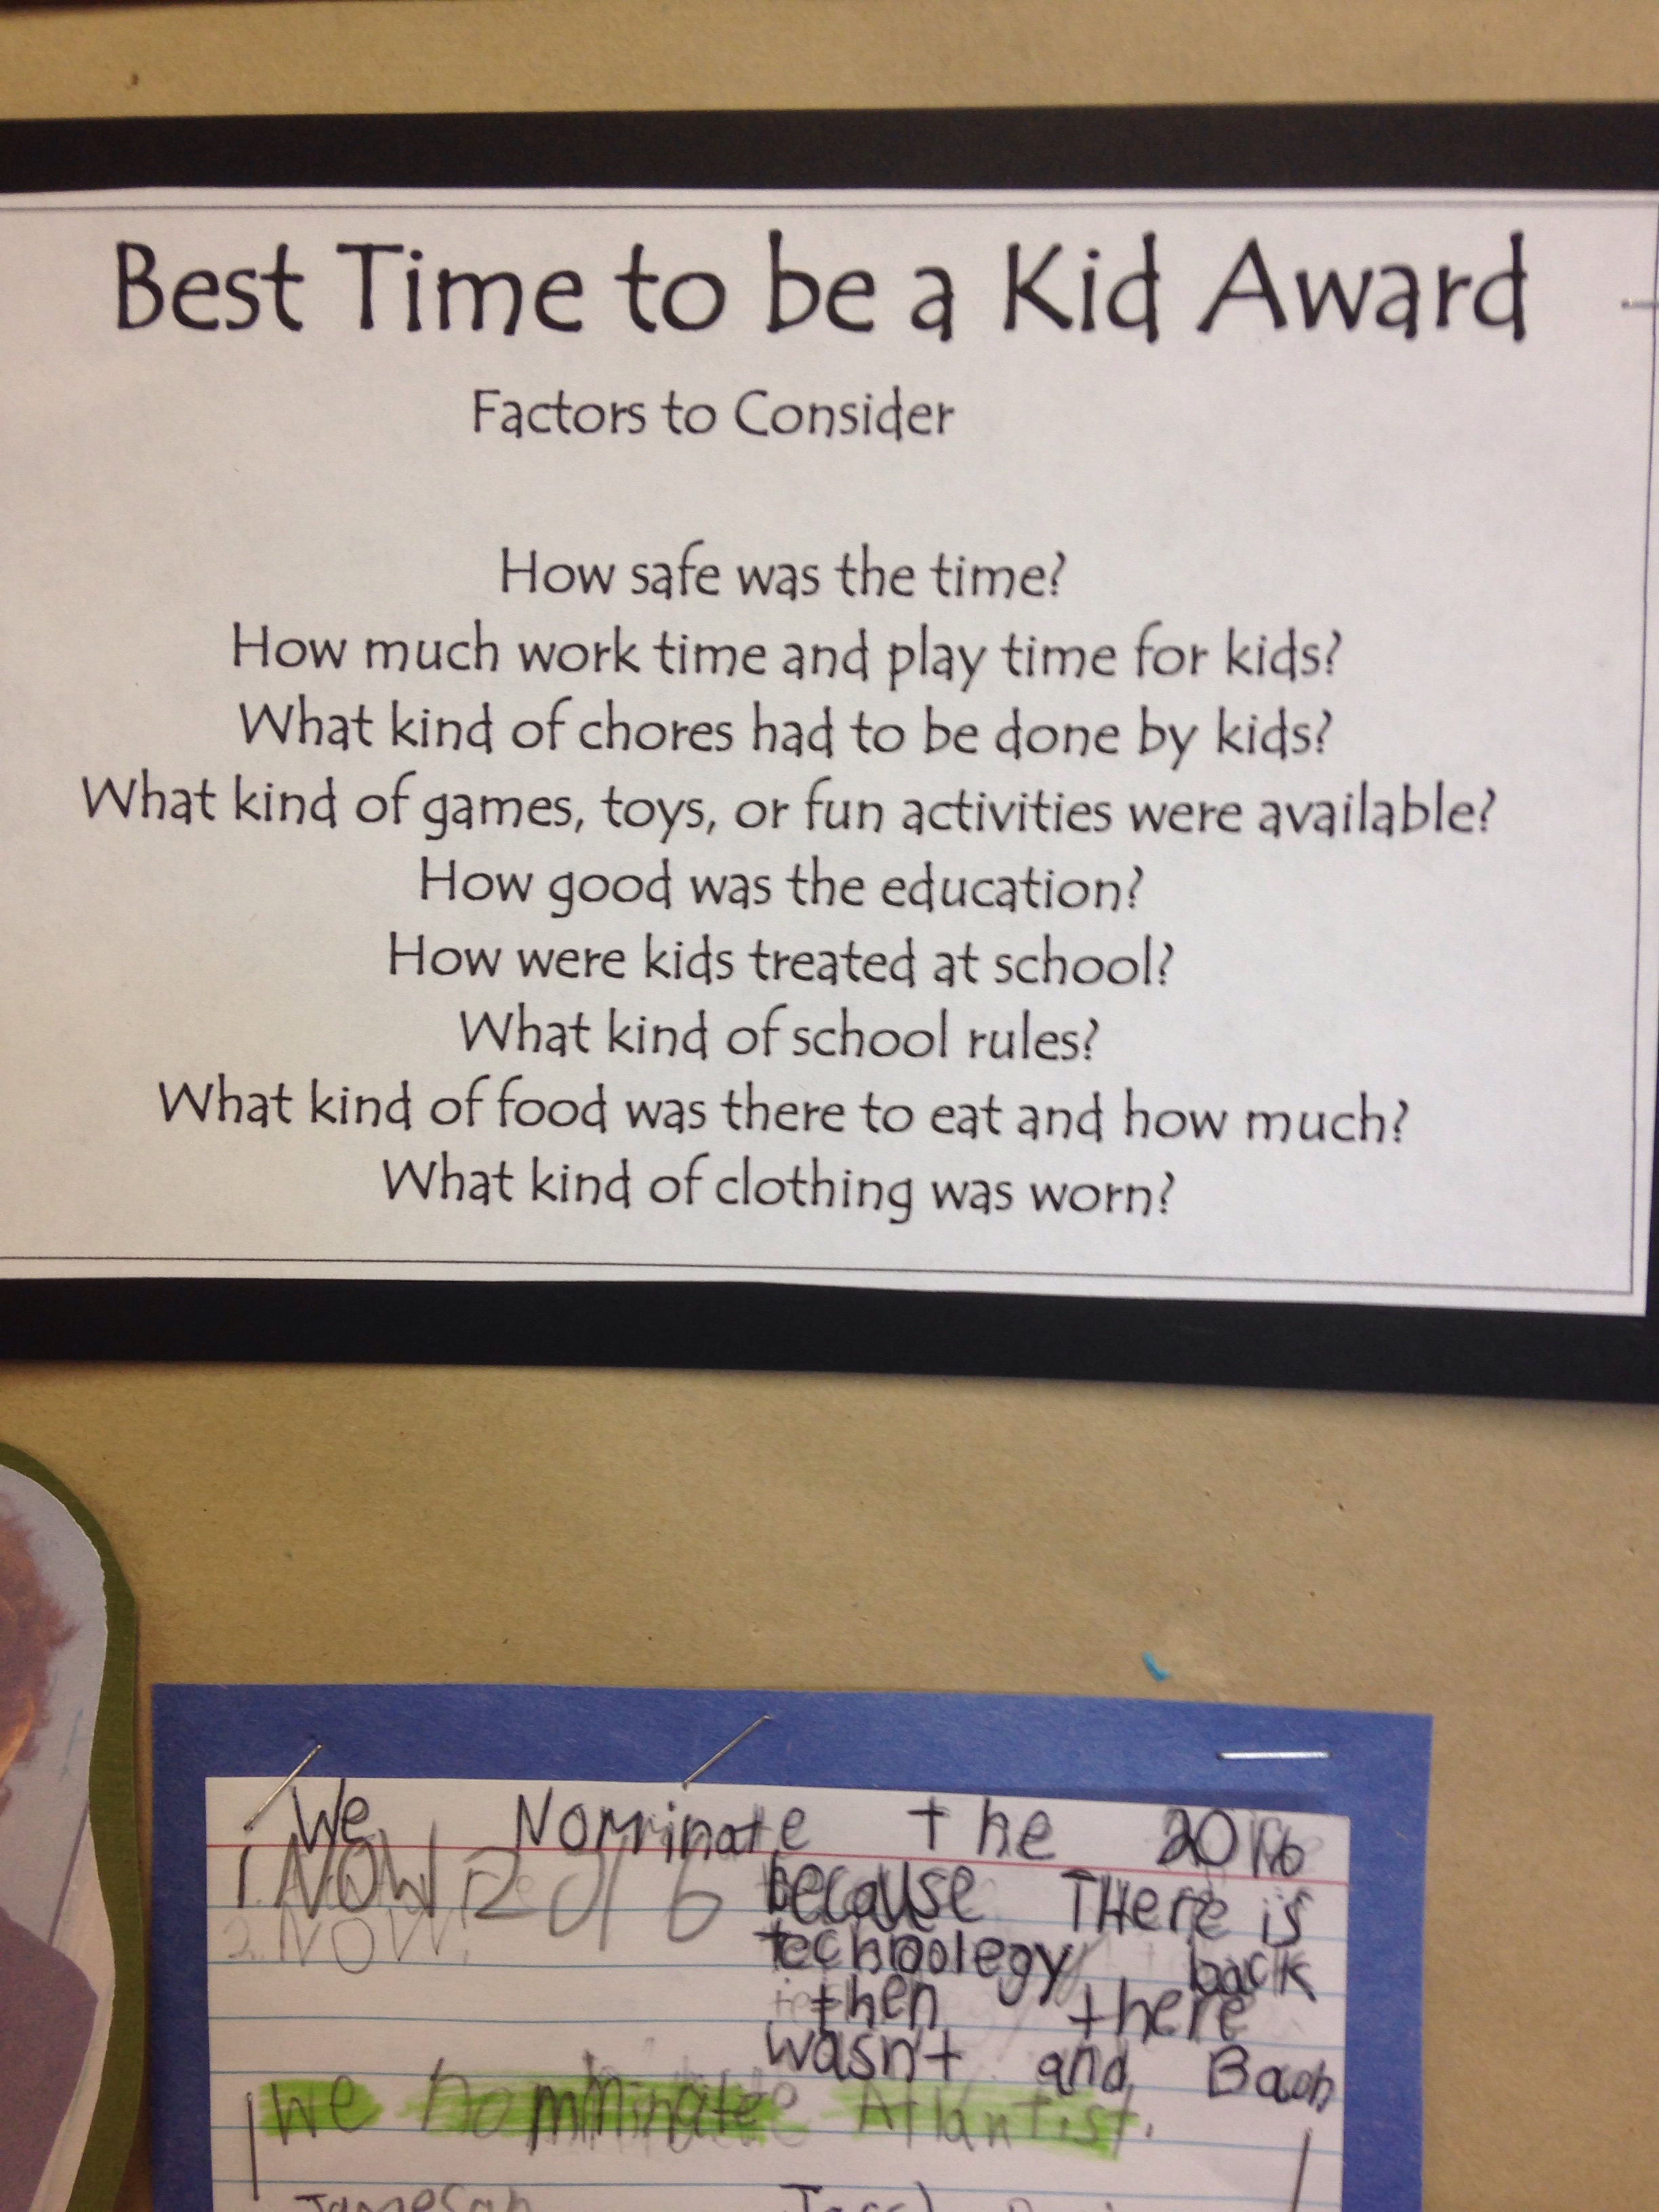 Best Time to be a Kid Award
Factors to Consider
How safe was the time?
How much work time and play time for kids?
What kind of chores had to be done by kids?
What kind of games, toys, or fun activities were available?
How good was the education?
How were kids treated at school?
What kind of school rules?
What kind of food was there to eat and how much?
What kind of clothing was worn?
We Nominate the 2016
1. NOW 2016 because THere is
2. NOW. technolegy back
then there
wasn't and Bacon
We nomminate Atlantist.
Jameson